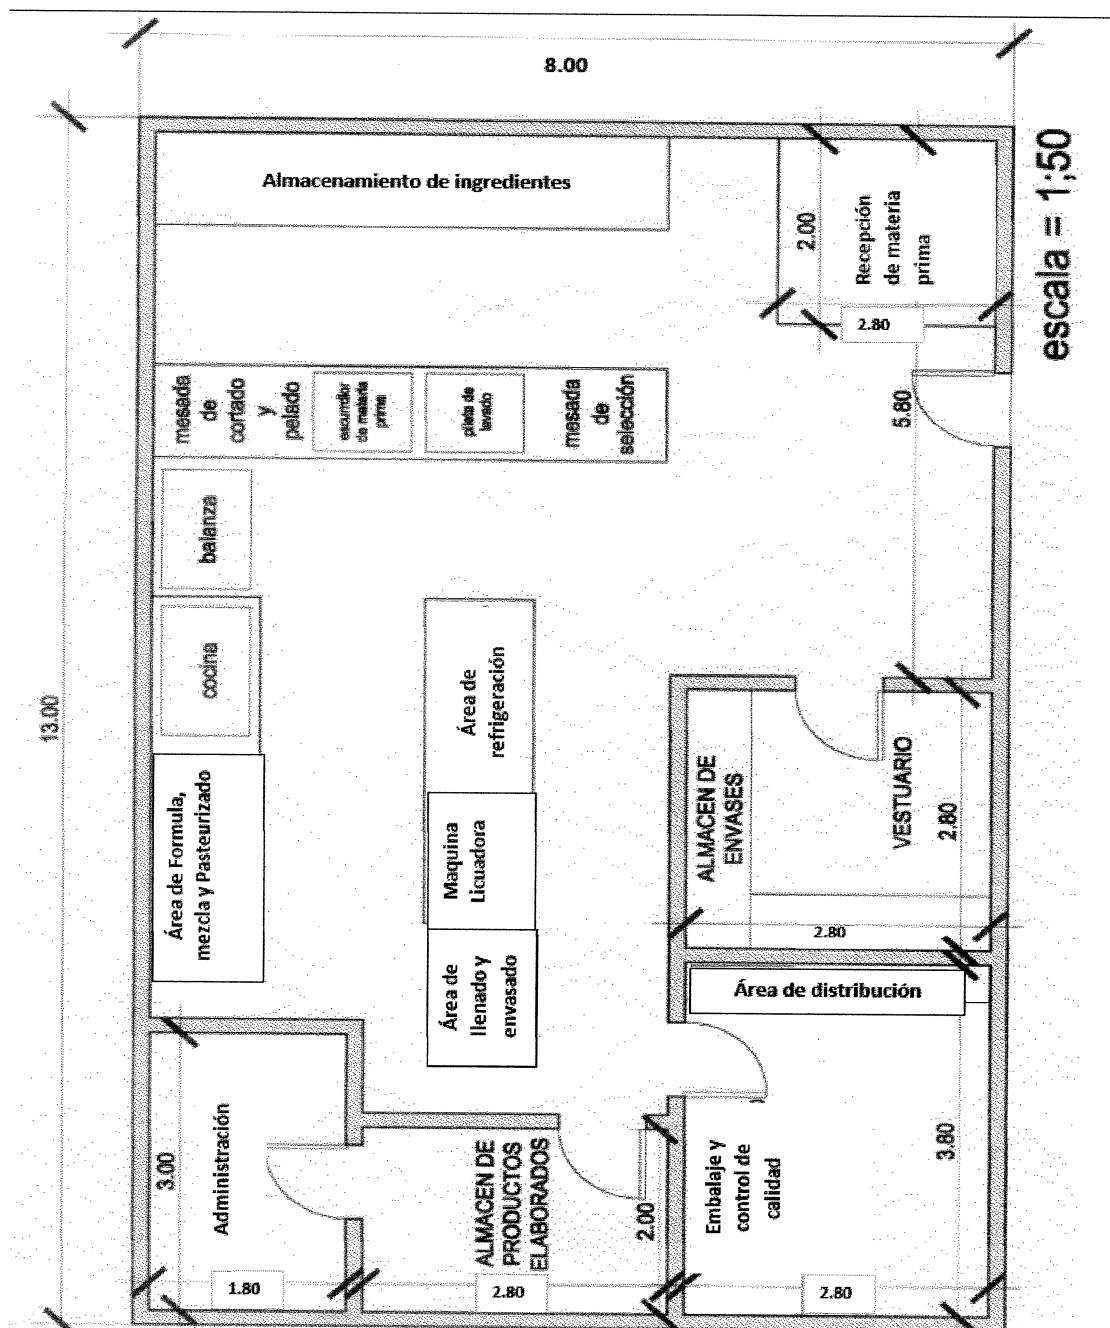 8.00
escala = 1;50
Almacenamiento de ingredientes
2.00
Recepción
de materia
prima
2.80
mesada
de
cortado
y
pelado
escurridor
de materia
prima
pileta de
lavado
mesada
de
selección
5.80
balanza
cocina
13.00
Área de
refrigeración
Área de Formula,
mezcla y Pasteurizado
Maquina
Licuadora
ALMACEN DE
ENVASES
VESTUARIO
2.80
2.80
Área de
llenado y
envasado
Área de distribución
Administración
3.00
ALMACEN DE
PRODUCTOS
ELABORADOS
2.00
Embalaje y
control de
calidad
3.80
1.80
2.80
2.80